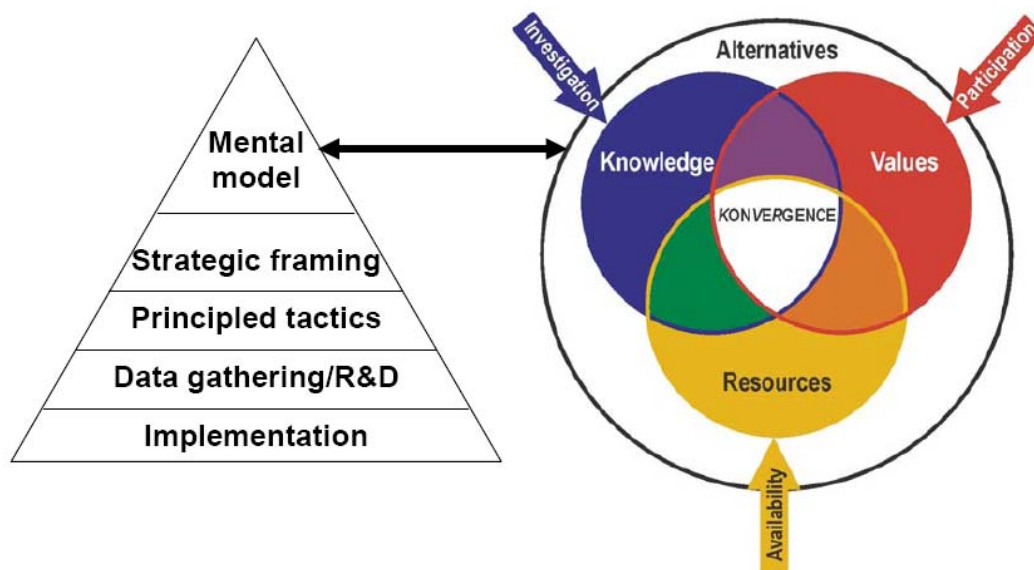 Mental
model
Strategic framing
Principled tactics
Data gathering/R&D
Implementation
Investigation
Alternatives
Participation
Knowledge
Values
KONVERGENCE
Resources
Availability